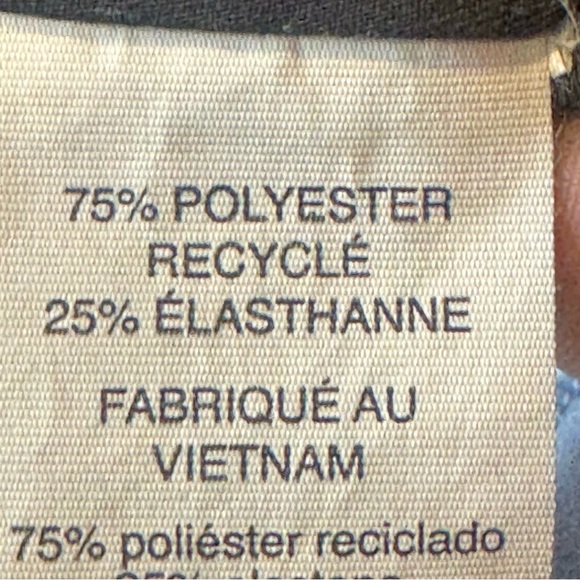 75% POLYESTER
RECYCLÉ
25% ÉLASTHANNE
FABRIQUÉ AU
VIETNAM
75% poliéster reciclado